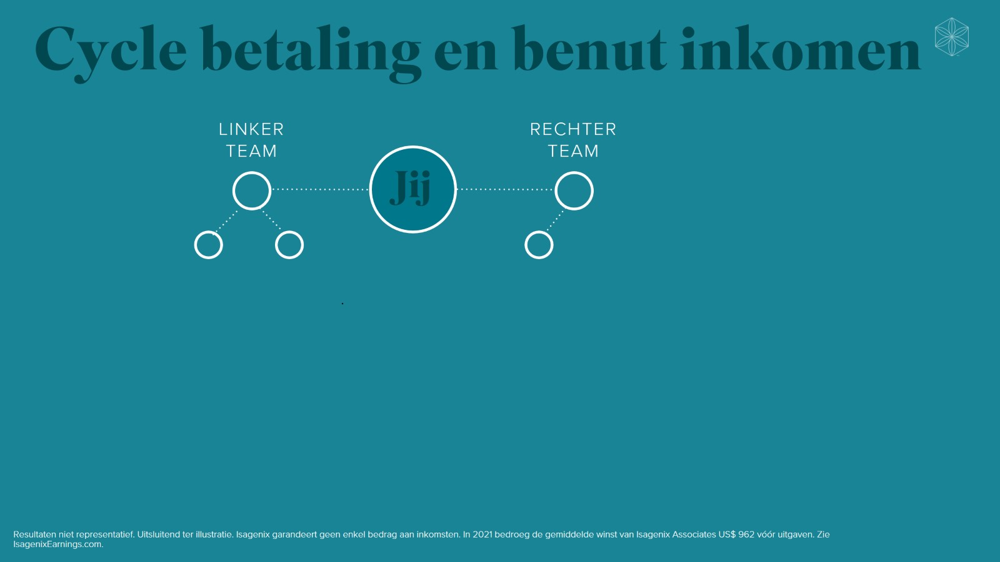 Cycle betaling en benut inkomen
LINKER
TEAM
RECHTER
TEAM
Jij
Resultaten niet representatief. Uitsluitend ter illustratie. Isagenix garandeert geen enkel bedrag aan inkomsten. In 2021 bedroeg de gemiddelde winst van Isagenix Associates US$ 962 vóór uitgaven. Zie
IsagenixEarnings.com.